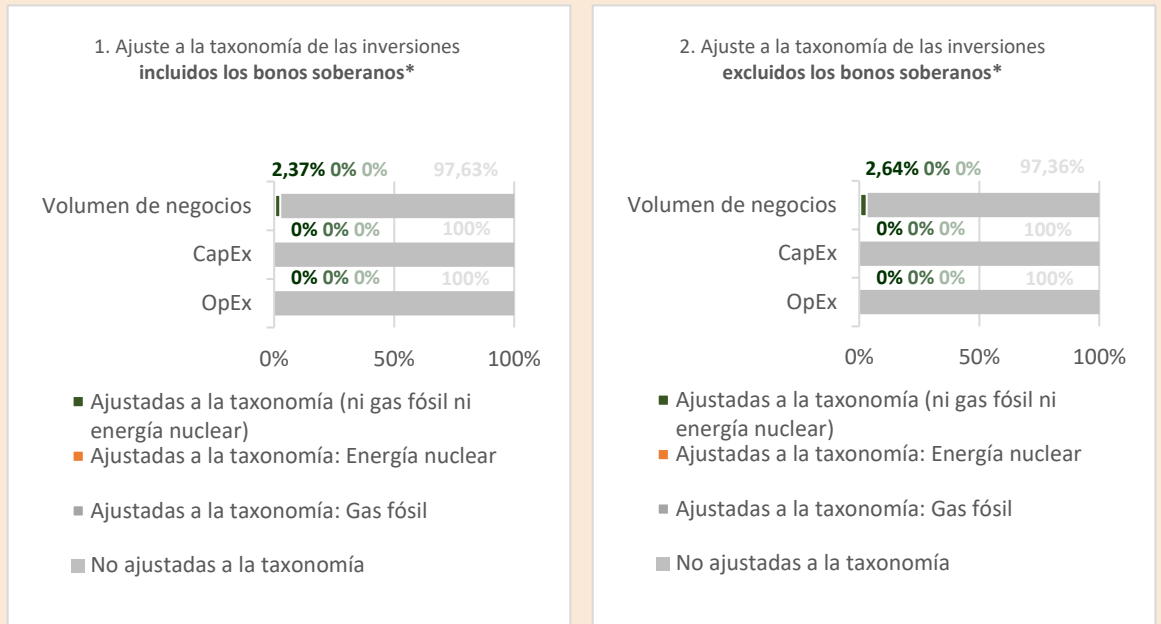 1. Ajuste a la taxonomía de las inversiones
incluidos los bonos soberanos*
2,37% 0% 0% 97,63%
Volumen de negocios
0% 0% 0% 100%
CapEx
0% 0% 0% 100%
OpEx
0% 50% 100%
Ajustadas a la taxonomía (ni gas fósil ni
energía nuclear)
Ajustadas a la taxonomía: Energía nuclear
Ajustadas a la taxonomía: Gas fósil
No ajustadas a la taxonomía
2. Ajuste a la taxonomía de las inversiones
excluidos los bonos soberanos*
2,64% 0% 0% 97,36%
Volumen de negocios
0% 0% 0% 100%
CapEx
0% 0% 0% 100%
OpEx
0% 50% 100%
Ajustadas a la taxonomía (ni gas fósil ni
energía nuclear)
Ajustadas a la taxonomía: Energía nuclear
Ajustadas a la taxonomía: Gas fósil
No ajustadas a la taxonomía